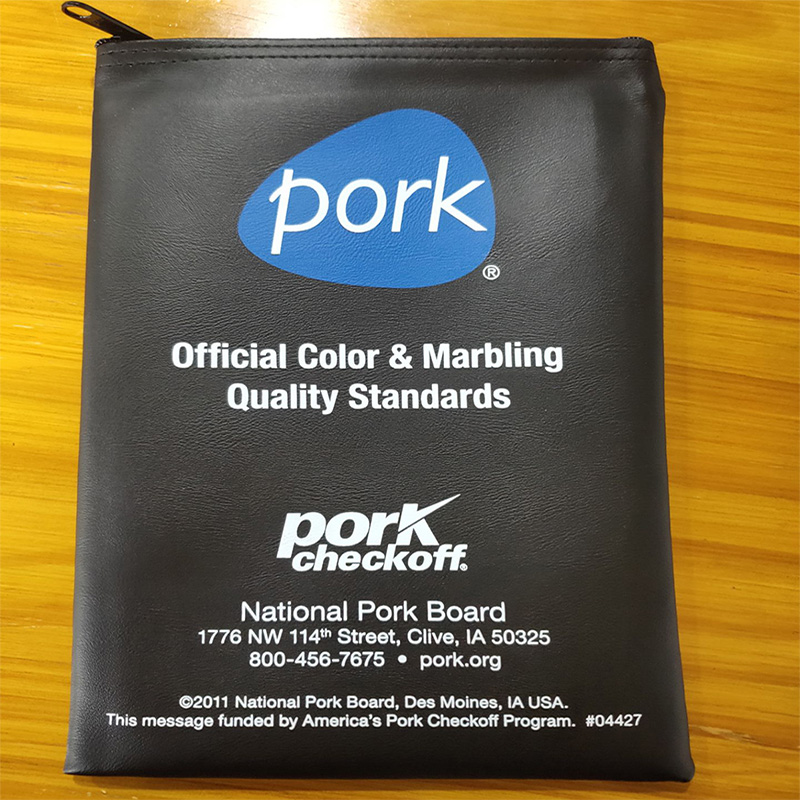 pork®
Official Color & Marbling
Quality Standards
pork
checkoff®
National Pork Board
1776 NW 114th Street, Clive, IA 50325
800-456-7675 • pork.org
©2011 National Pork Board, Des Moines, IA USA.
This message funded by America's Pork Checkoff Program. #04427